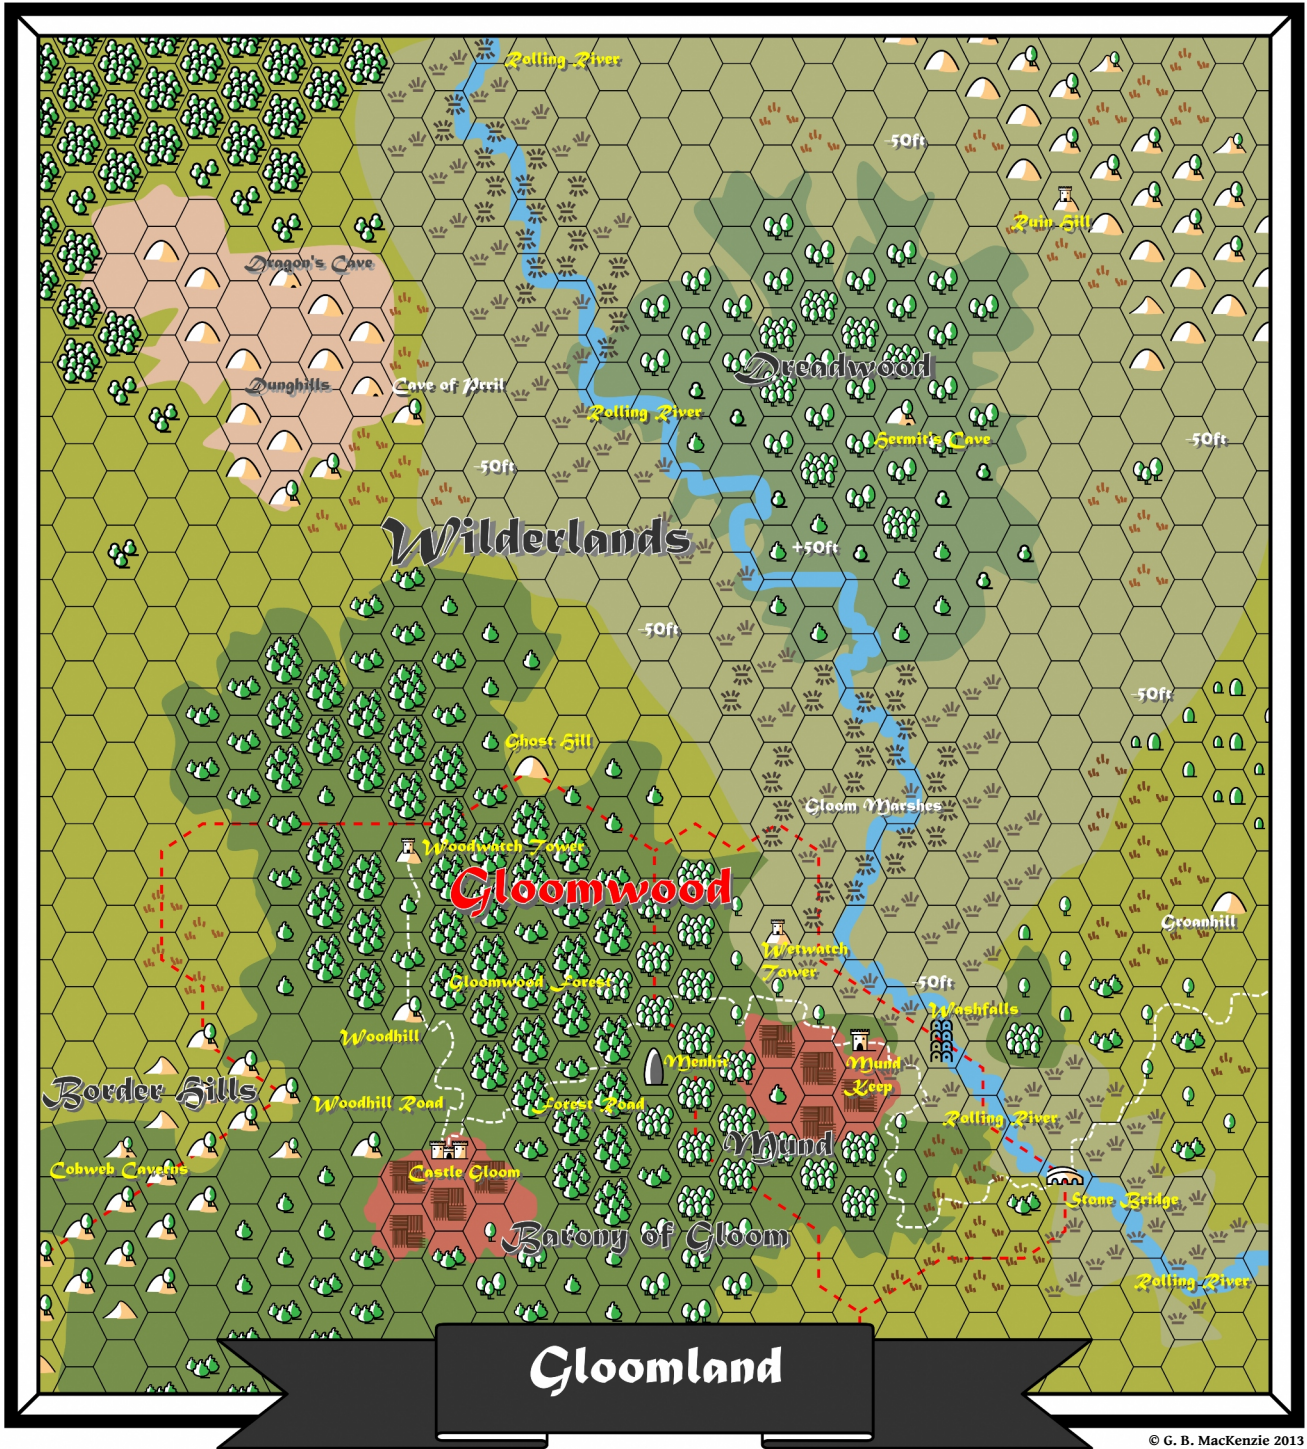 Rolling River
-50ft
Ruin Hill
Dragon's Cave
Dreadwood
Dunghills
Cave of Prril
Rolling River
Hermit's Cave
-50ft
-50ft
Wilderlands
+50ft
-50ft
-50ft
Ghost Hill
Gloom Marshes
Woodwatch Tower
Gloomwood
Groanhill
Wetwatch
Tower
Gloomwood Forest
-50ft
Washfalls
Woodhill
Menhir
Mund
Keep
Border Hills
Woodhill Road
Forest Road
Rolling River
Mund
Cobweb Caverns
Castle Gloom
Stone Bridge
Barony of Gloom
Rolling River
Gloomland
© G. B. MacKenzie 2013